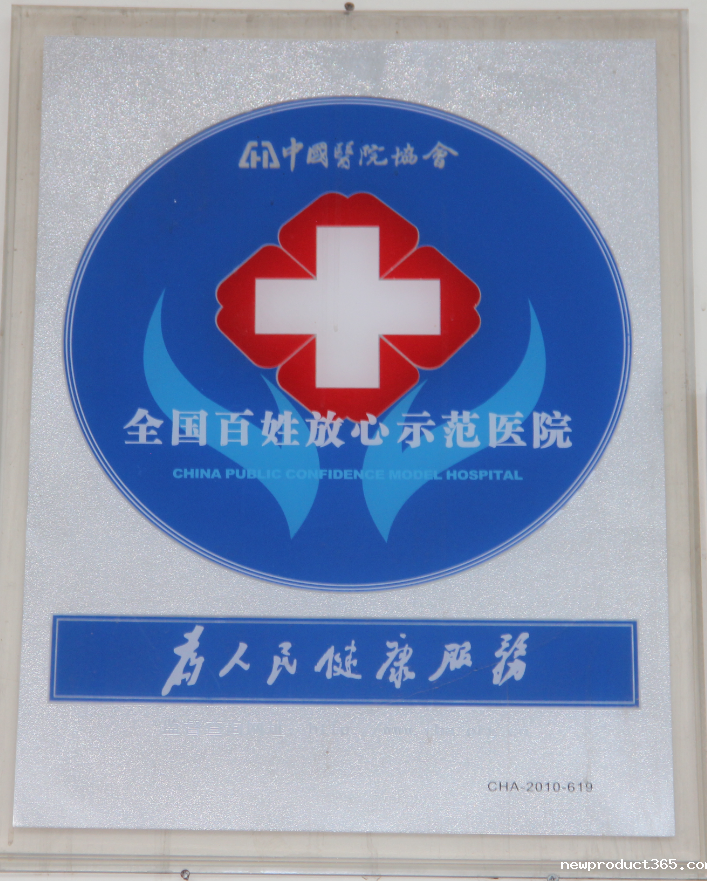 中國醫院協會
全国百姓放心示范医院
CHINA PUBLIC CONFIDENCE MODEL HOSPITAL
为人民健康服務
CHA-2010-619
newproduct365.co